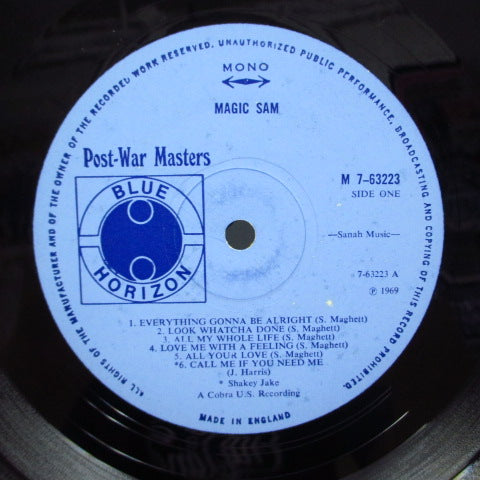 ALL RIGHTS OF THE MANUFACTURER AND OF THE OWNER OF THE RECORDED WORK RESERVED. UNAUTHORIZED PUBLIC PERFORMANCE, BROADCASTING AND COPYING OF THIS RECORD PROHIBITED.
MONO
MAGIC SAM
Post-War Masters
BLUE
HORIZON
M 7-63223
SIDE ONE
—Sanah Music—
7-63223 A
℗ 1969
1. EVERYTHING GONNA BE ALRIGHT (S. Maghett)
2. LOOK WHATCHA DONE (S. Maghett)
3. ALL MY WHOLE LIFE (S. Maghett)
4. LOVE ME WITH A FEELING (S. Maghett)
5. ALL YOUR LOVE (S. Maghett)
*6. CALL ME IF YOU NEED ME
(J. Harris)
* Shakey Jake
A Cobra U.S. Recording
MADE IN ENGLAND